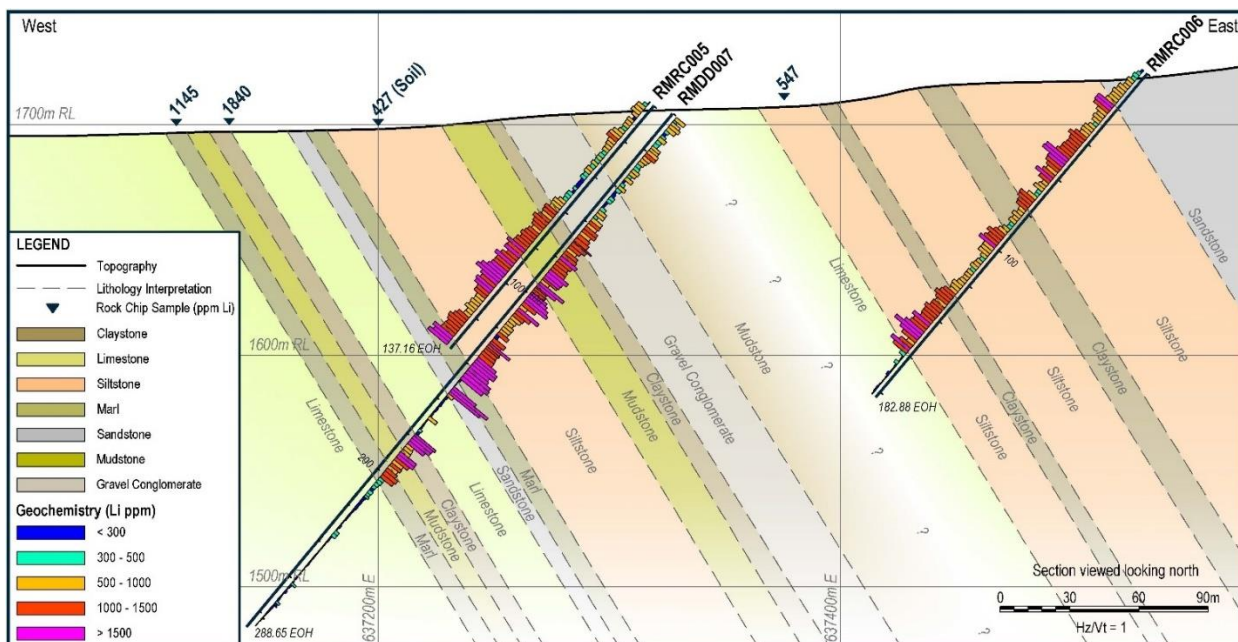 West
East
1145
1840
427 (Soil)
RMRC005
RMDD007
547
RMRC006
1700m RL
1600m RL
1500m RL
637200m E
637400m E
100
200
100
137.16 EOH
288.65 EOH
182.88 EOH
Limestone
Marl
Mudstone
Claystone
Limestone
Sandstone
Marl
Siltstone
Mudstone
Claystone
Gravel Conglomerate
Mudstone
?
?
?
?
?
?
?
?
Limestone
Siltstone
Claystone
Siltstone
Claystone
Siltstone
Sandstone
LEGEND
Topography
Lithology Interpretation
Rock Chip Sample (ppm Li)
Claystone
Limestone
Siltstone
Marl
Sandstone
Mudstone
Gravel Conglomerate
Geochemistry (Li ppm)
< 300
300 - 500
500 - 1000
1000 - 1500
> 1500
Section viewed looking north
0 30 60 90m
Hz/Vt = 1